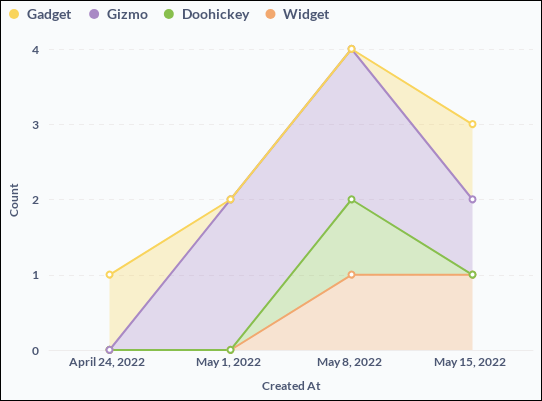 Gadget Gizmo Doohickey Widget
4
3
2
1
0
Count
April 24, 2022 May 1, 2022 May 8, 2022 May 15, 2022
Created At